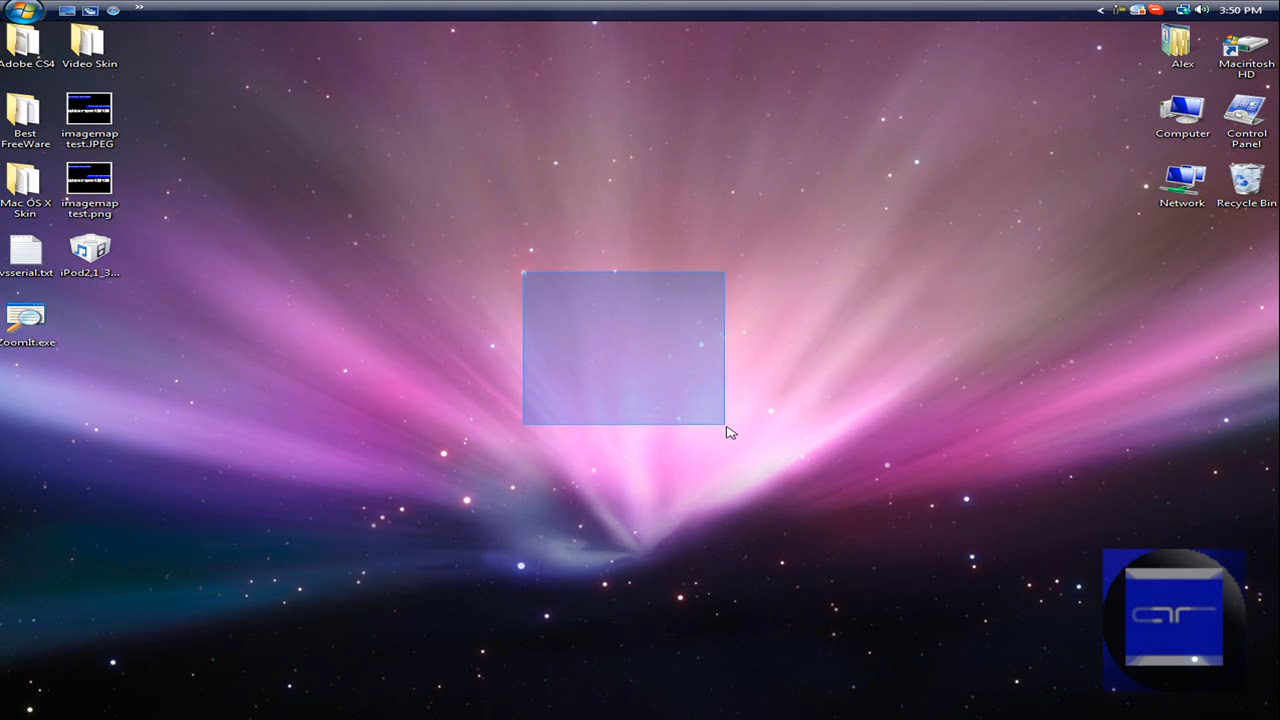 <
3:50 PM
Adobe CS4
Video Skin
Alex
Macintosh
HD
Best
FreeWare
imagemap
test.JPEG
Computer
Control
Panel
Mac OS X
Skin
imagemap
test.png
Network
Recycle Bin
vsserial.txt
iPod2,1_3...
ZoomIt.exe
ar